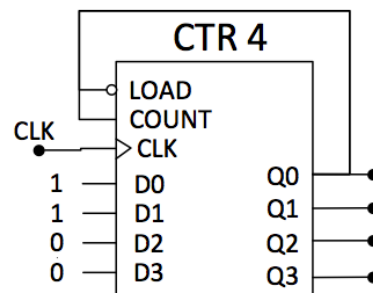 CTR 4
LOAD
COUNT
CLK
CLK
1 D0 Q0
1 D1 Q1
0 D2 Q2
0 D3 Q3